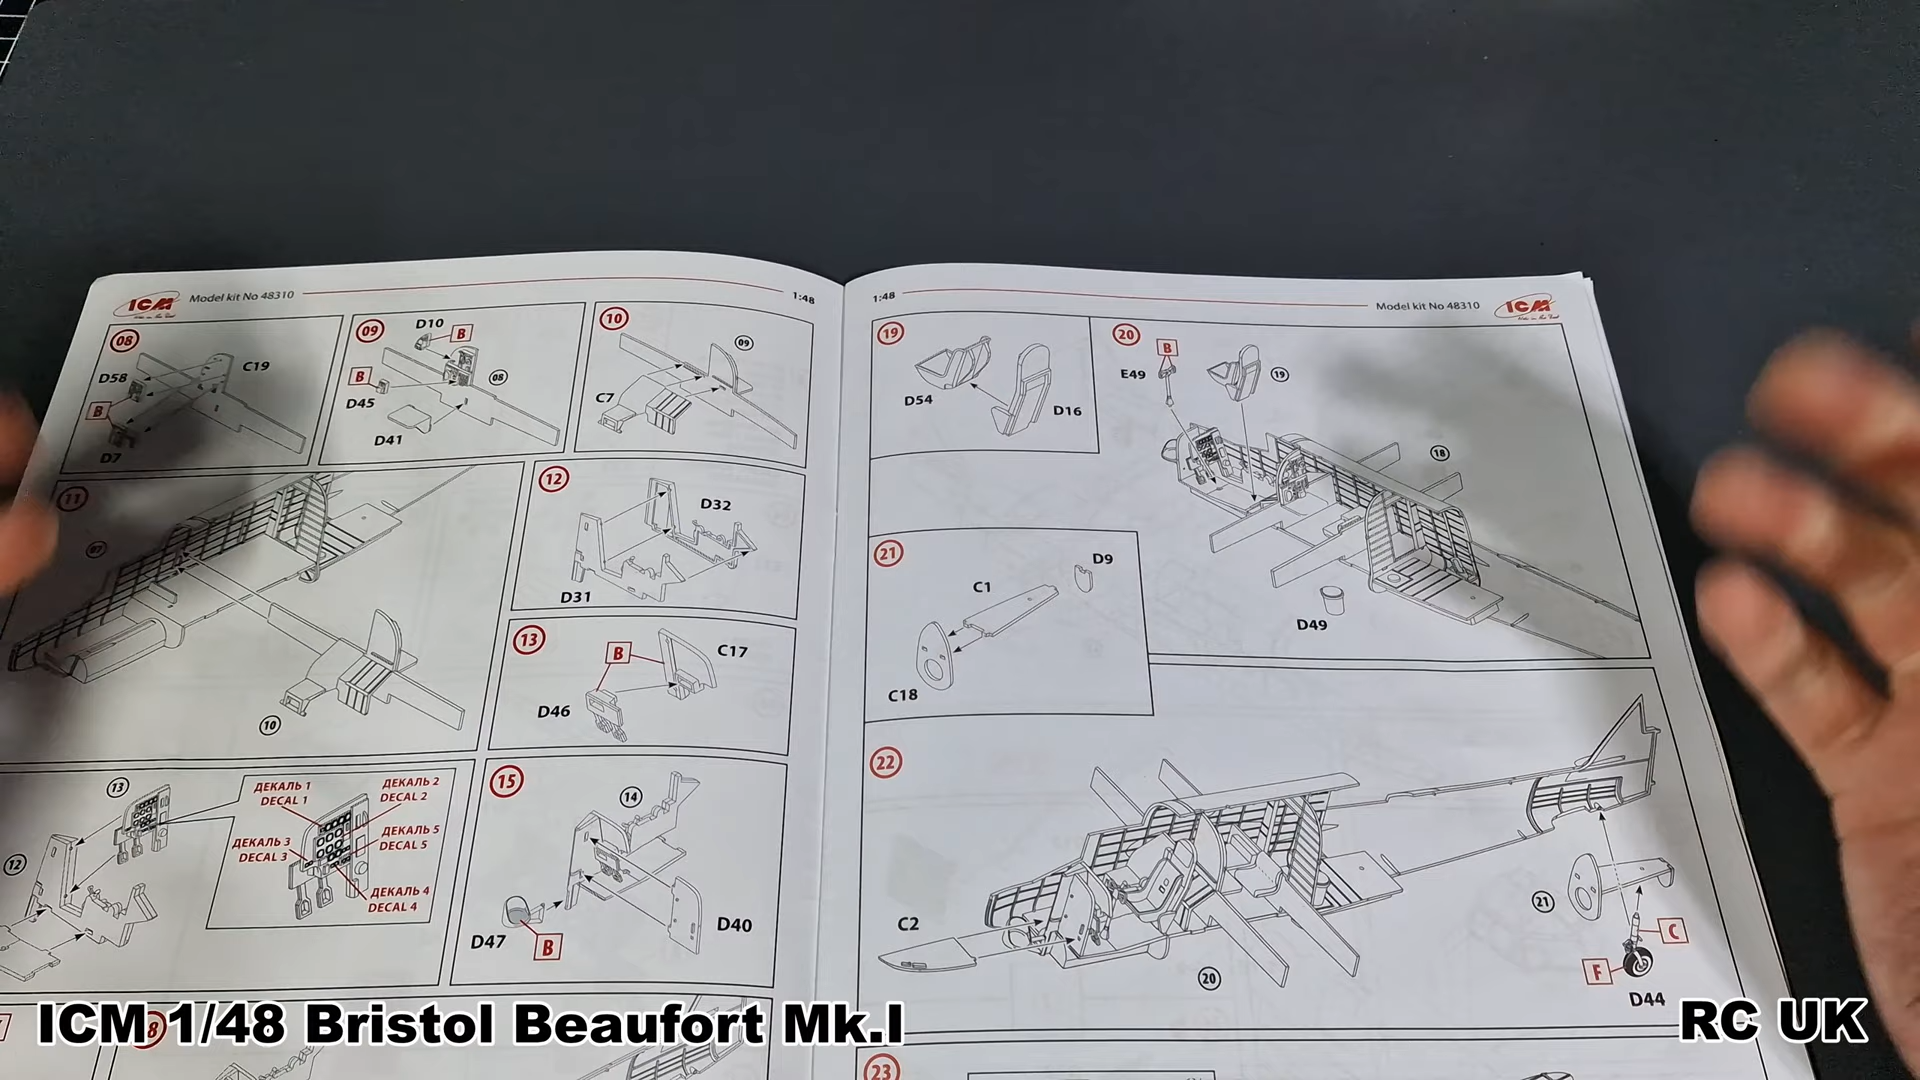 ICM
Model kit No 48310
1:48
08
D58
C19
B
D7
09
D10
B
B
D45
08
D41
10
09
C7
11
07
10
12
D32
D31
13
B
C17
D46
13
12
ДЕКАЛЬ 1
DECAL 1
ДЕКАЛЬ 2
DECAL 2
ДЕКАЛЬ 3
DECAL 3
ДЕКАЛЬ 5
DECAL 5
ДЕКАЛЬ 4
DECAL 4
15
14
D47
B
D40
1:48
Model kit No 48310
ICM
19
D54
D16
20
B
E49
19
18
D49
21
D9
C1
C18
22
C2
20
21
C
F
D44
23
ICM 1/48 Bristol Beaufort Mk.I
RC UK